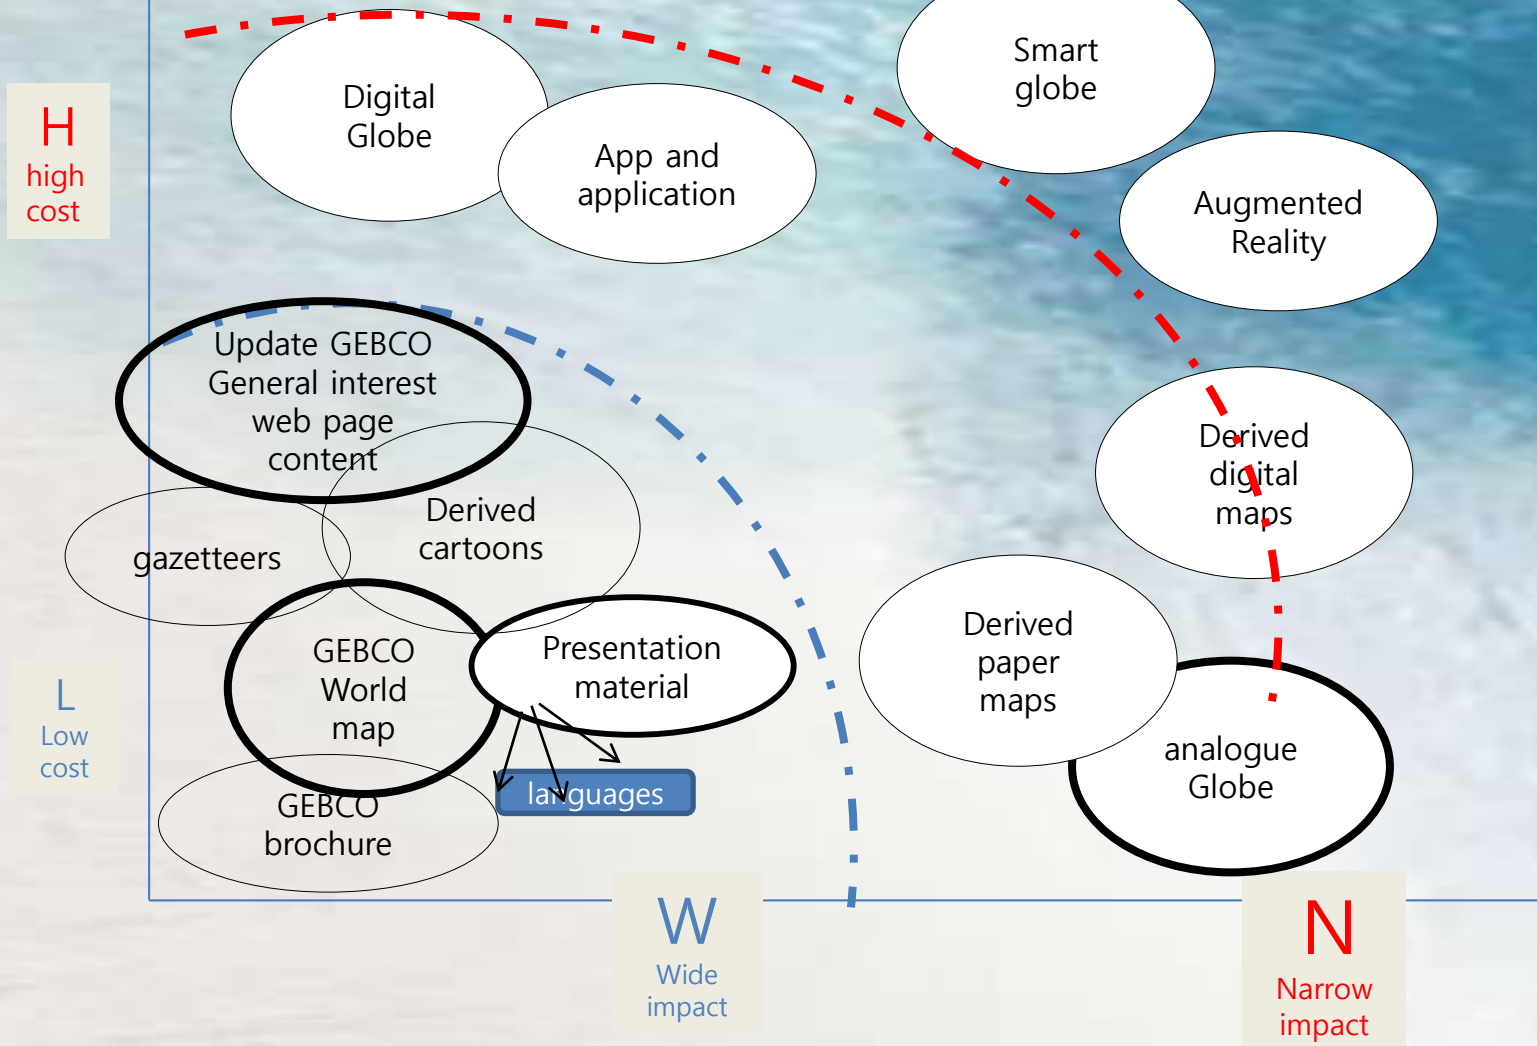 Smart
globe
Digital
Globe
App and
application
H
high
cost
Augmented
Reality
Update GEBCO
General interest
web page
content
Derived
digital
maps
Derived
cartoons
gazetteers
GEBCO
World
map
Presentation
material
Derived
paper
maps
L
Low
cost
analogue
Globe
languages
GEBCO
brochure
W
Wide
impact
N
Narrow
impact